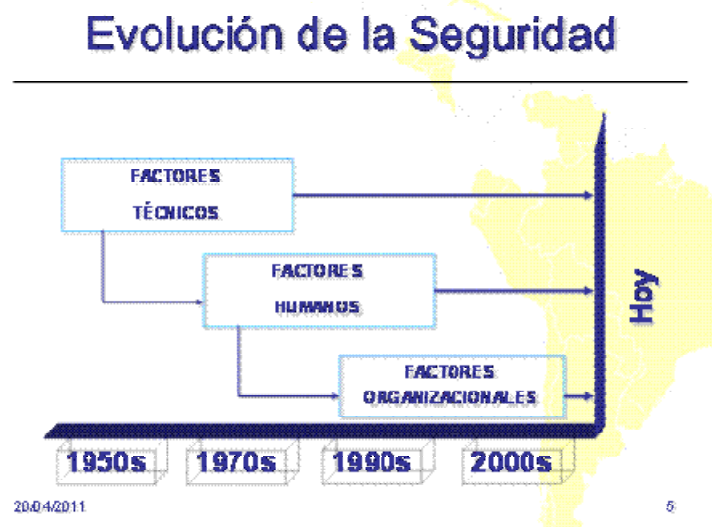 Evolución de la Seguridad
FACTORES
TÉCNICOS
FACTORES
HUMANOS
FACTORES
ORGANIZACIONALES
Hoy
1950s
1970s
1990s
2000s
20/04/2011
5